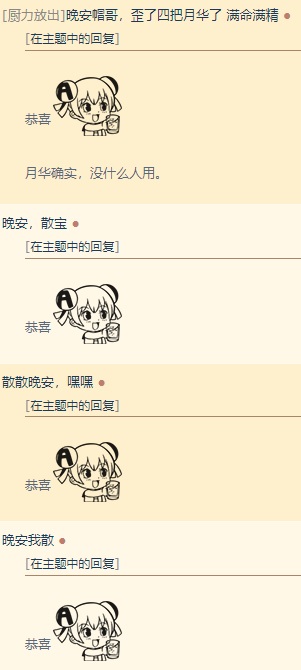 [厨力放出]晚安帽哥，歪了四把月华了 满命满精
[在主题中的回复]
A
恭喜
月华确实，没什么人用。
晚安，散宝
[在主题中的回复]
A
恭喜
散散晚安，嘿嘿
[在主题中的回复]
A
恭喜
晚安我散
[在主题中的回复]
A
恭喜